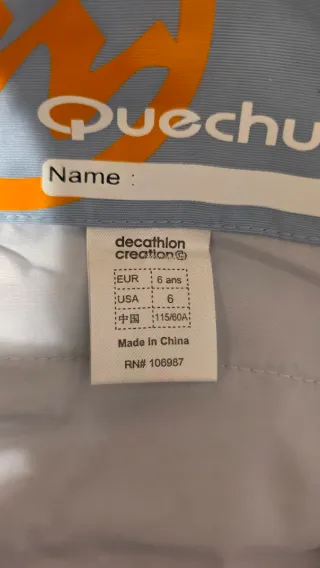 Quechu
Name :
decathlon
creation©
EUR 6 ans
USA 6
中国 115/60A
Made in China
RN# 106987